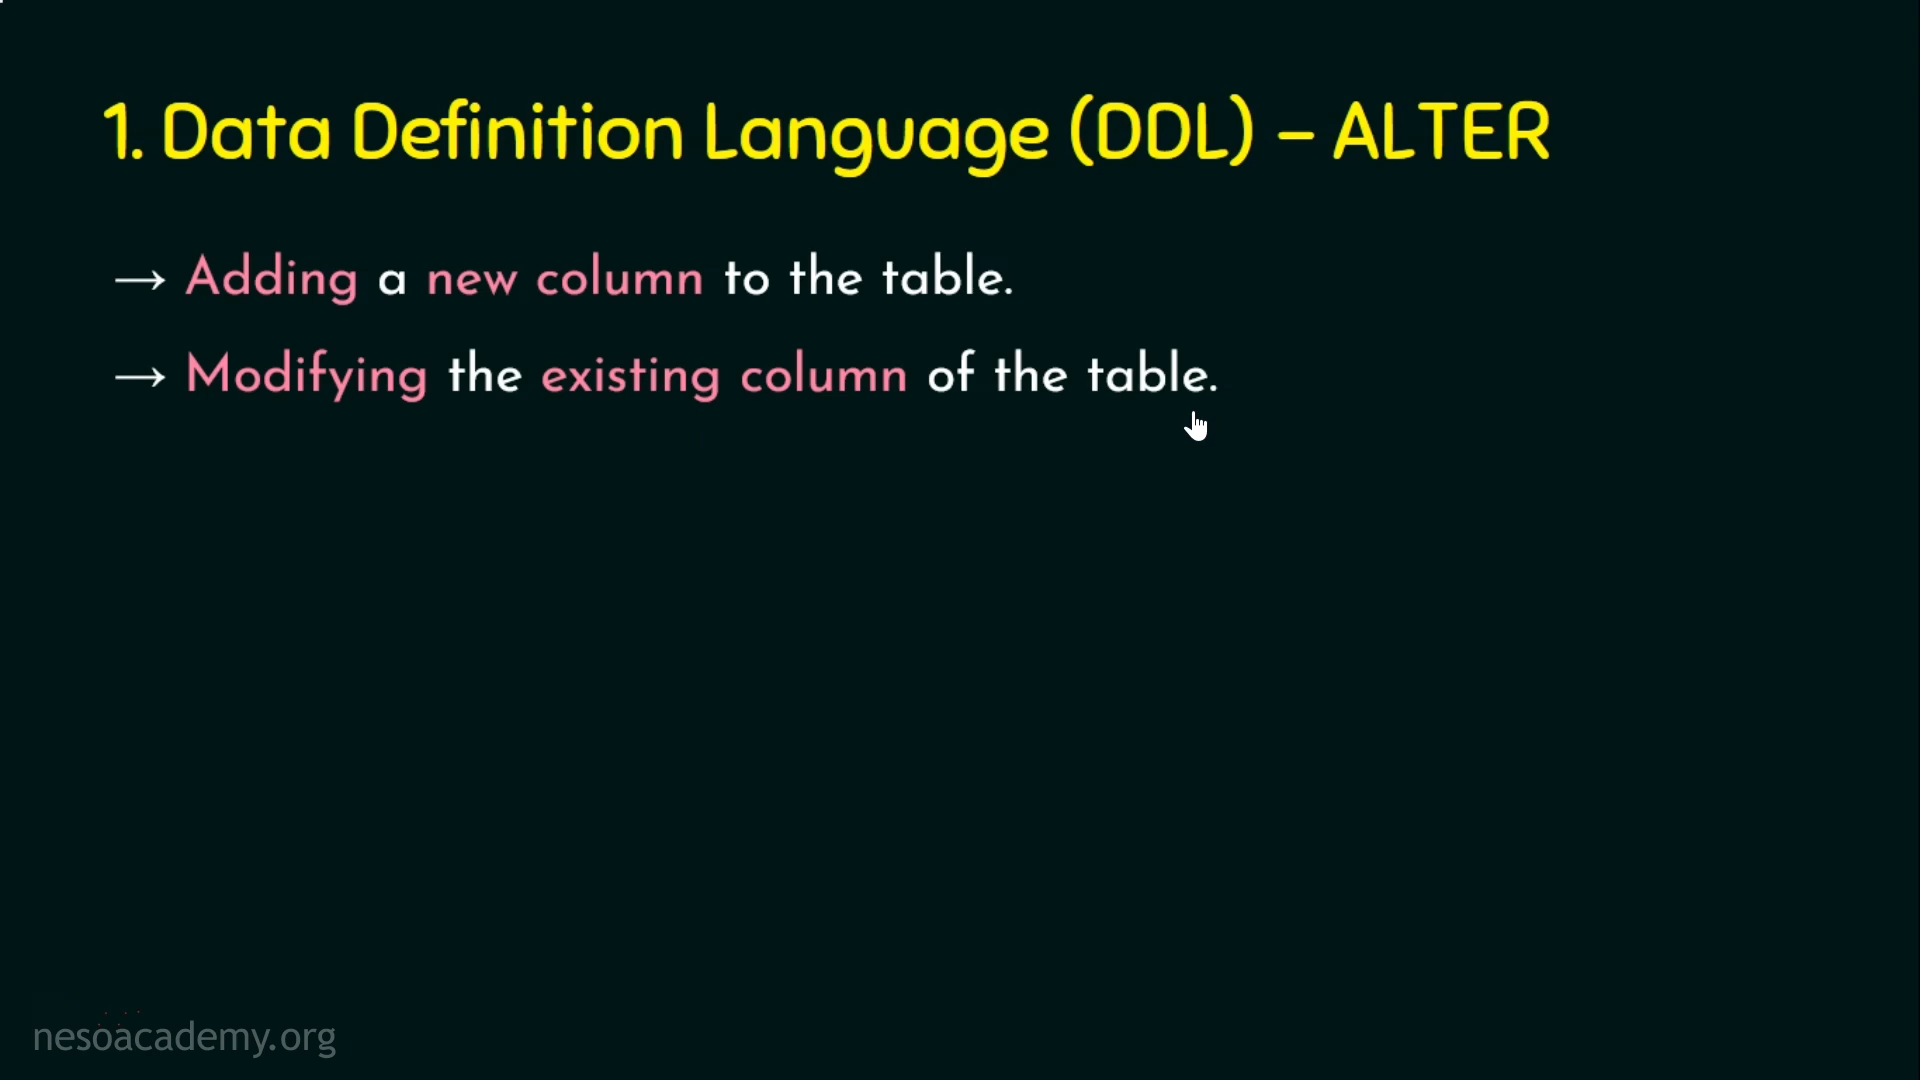 1. Data Definition Language (DDL) – ALTER
→ Adding a new column to the table.
→ Modifying the existing column of the table.
nesoacademy.org